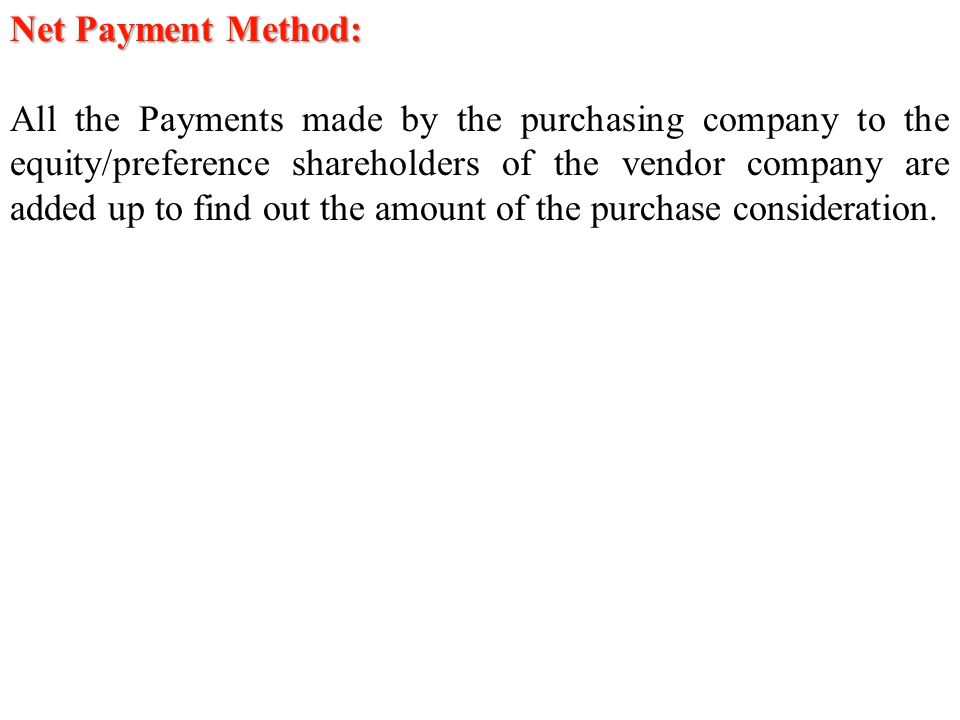 Net Payment Method:
All the Payments made by the purchasing company to the
equity/preference shareholders of the vendor company are
added up to find out the amount of the purchase consideration.